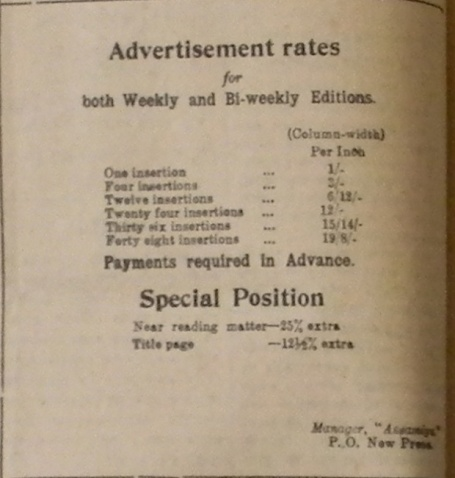 Advertisement rates
for
both Weekly and Bi-weekly Editions.
(Column-width)
Per Inch
One insertion ... 1/-
Four insertions ... 3/-
Twelve insertions ... 6/12/-
Twenty four insertions ... 12/-
Thirty six insertions ... 15/14/-
Forty eight insertions ... 19/8/-
Payments required in Advance.
Special Position
Near reading matter—25% extra
Title page —12½% extra
Manager, "Assamiya"
P. O. New Press.